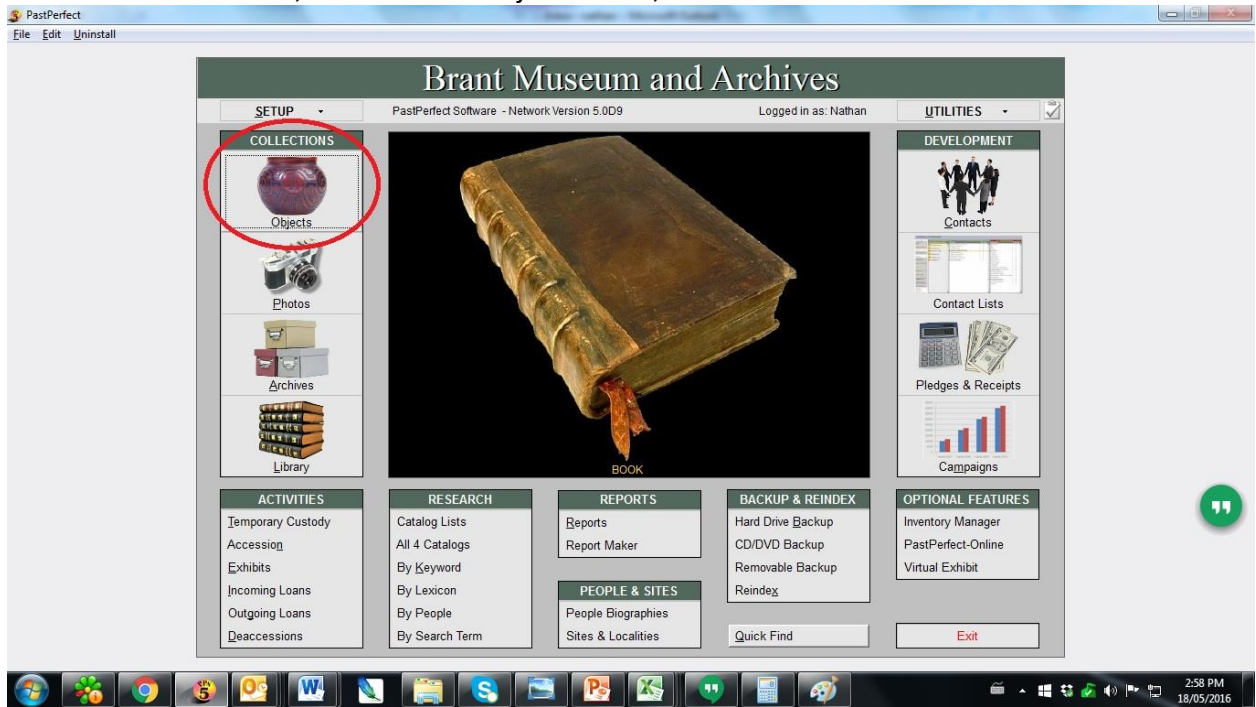 PastPerfect
File Edit Uninstall
Brant Museum and Archives
SETUP
PastPerfect Software - Network Version 5.0D9
Logged in as: Nathan
UTILITIES
COLLECTIONS
Objects
Photos
Archives
Library
BOOK
DEVELOPMENT
Contacts
Contact Lists
Pledges & Receipts
Campaigns
ACTIVITIES
Temporary Custody
Accession
Exhibits
Incoming Loans
Outgoing Loans
Deaccessions
RESEARCH
Catalog Lists
All 4 Catalogs
By Keyword
By Lexicon
By People
By Search Term
REPORTS
Reports
Report Maker
PEOPLE & SITES
People Biographies
Sites & Localities
BACKUP & REINDEX
Hard Drive Backup
CD/DVD Backup
Removable Backup
Reindex
Quick Find
OPTIONAL FEATURES
Inventory Manager
PastPerfect-Online
Virtual Exhibit
Exit
2:58 PM
18/05/2016